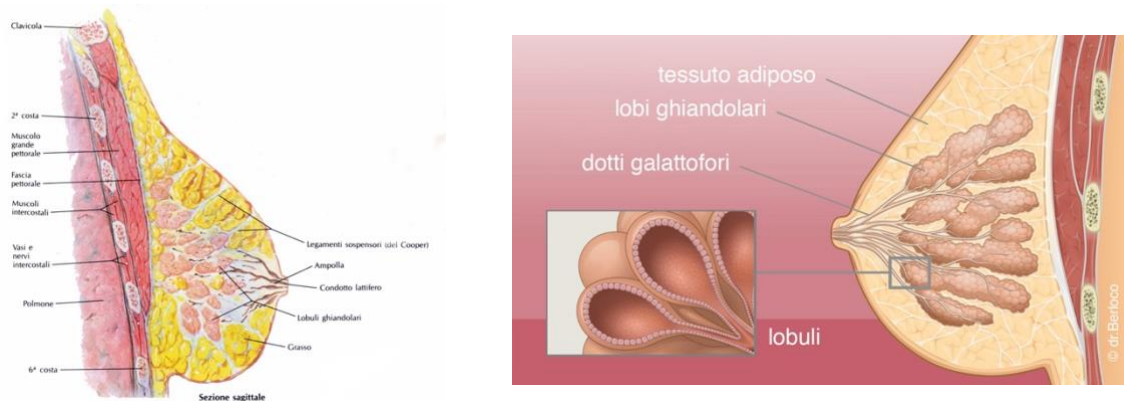 Clavicola
2ª costa
Muscolo
grande
pettorale
Fascia
pettorale
Muscoli
intercostali
Vasi e
nervi
intercostali
Polmone
6ª costa
Legamenti sospensori (dei Cooper)
Ampolla
Condotto lattifero
Lobuli ghiandolari
Grasso
Sezione sagittale
tessuto adiposo
lobi ghiandolari
dotti galattofori
lobuli
© dr.Berloco